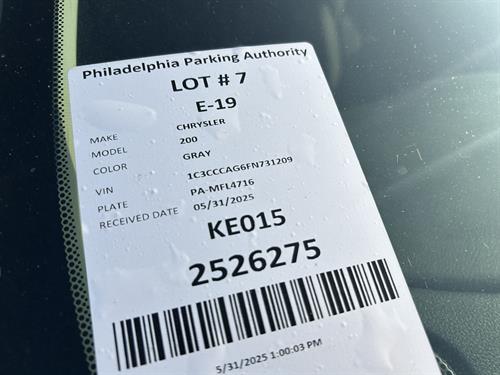 Philadelphia Parking Authority
LOT # 7
E-19
MAKE CHRYSLER
MODEL 200
COLOR GRAY
VIN 1C3CCCAG6FN731209
PLATE PA-MFL4716
RECEIVED DATE 05/31/2025
KE015
2526275
5/31/2025 1:00:03 PM